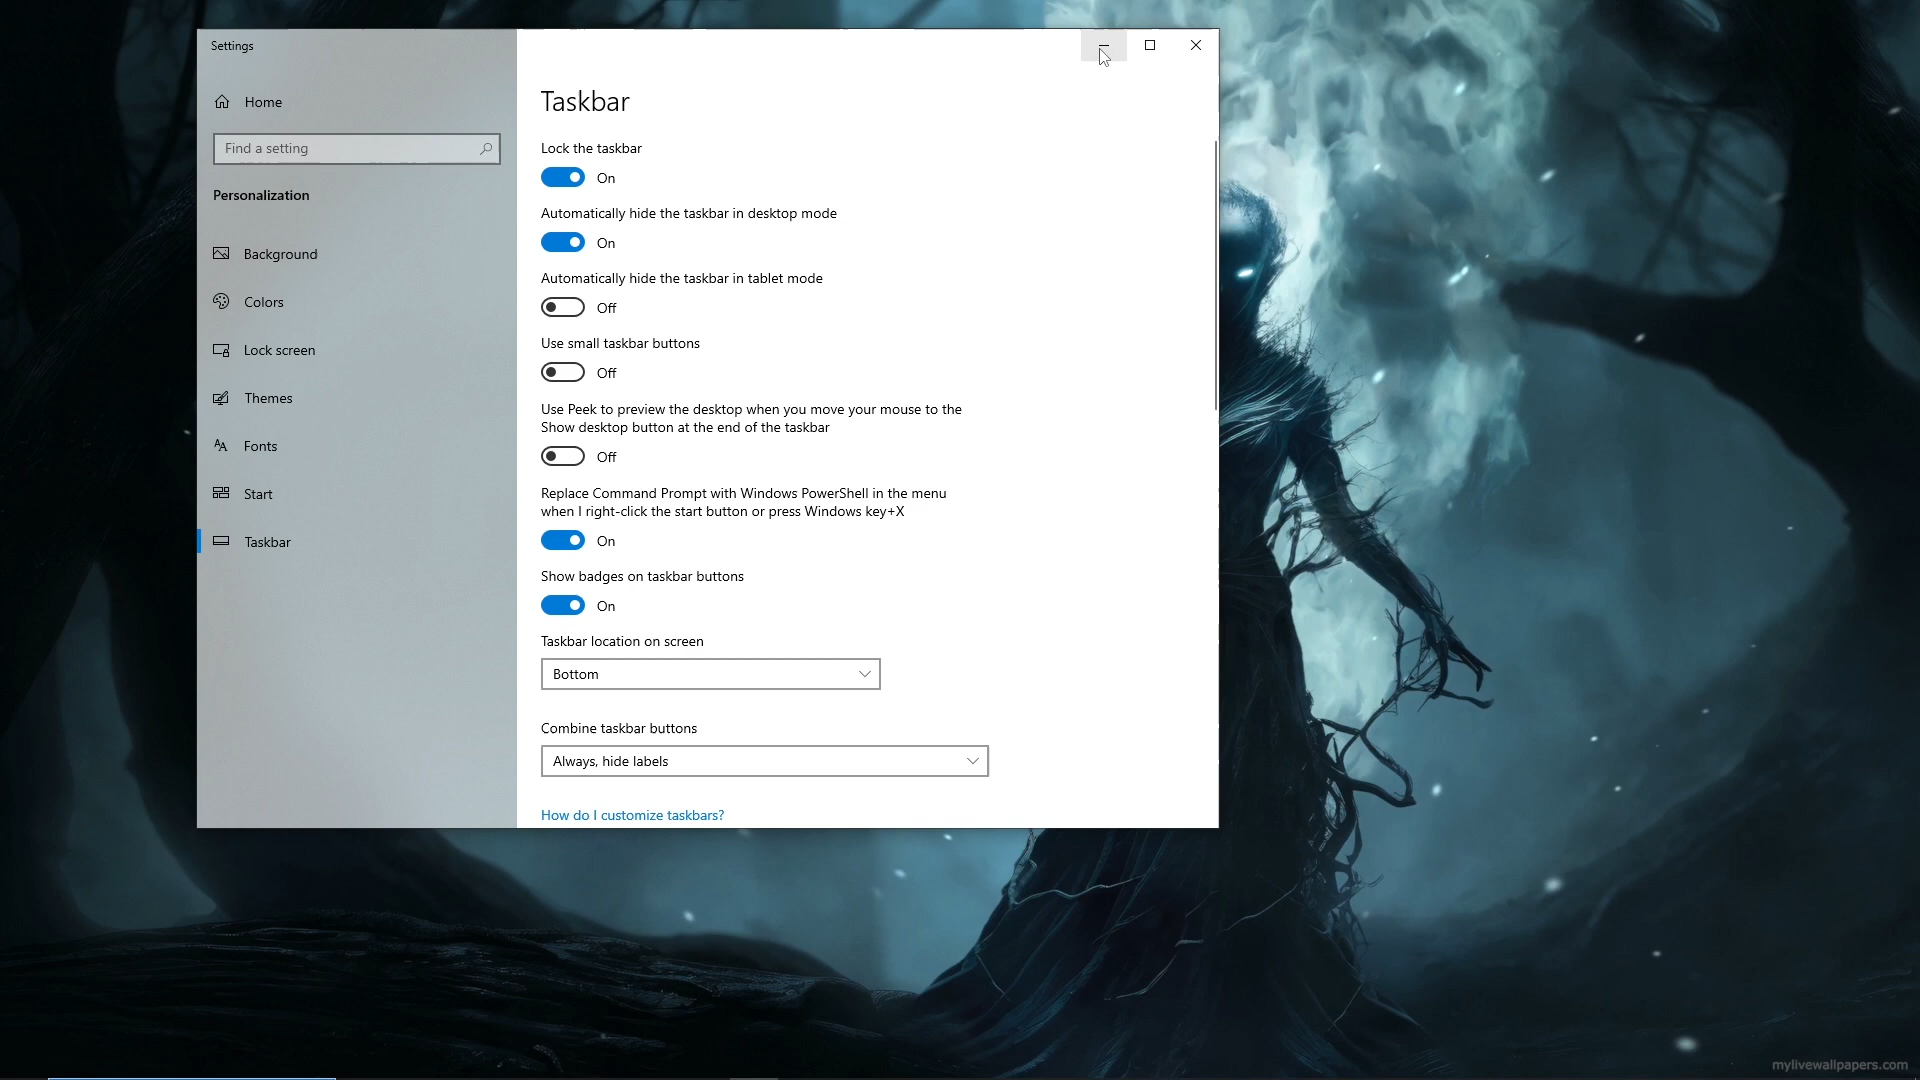 Settings
Home
Find a setting
Personalization
Background
Colors
Lock screen
Themes
Fonts
Start
Taskbar
Taskbar
Lock the taskbar
On
Automatically hide the taskbar in desktop mode
On
Automatically hide the taskbar in tablet mode
Off
Use small taskbar buttons
Off
Use Peek to preview the desktop when you move your mouse to the
Show desktop button at the end of the taskbar
Off
Replace Command Prompt with Windows PowerShell in the menu
when I right-click the start button or press Windows key+X
On
Show badges on taskbar buttons
On
Taskbar location on screen
Bottom
Combine taskbar buttons
Always, hide labels
How do I customize taskbars?
mylivewallpapers.com